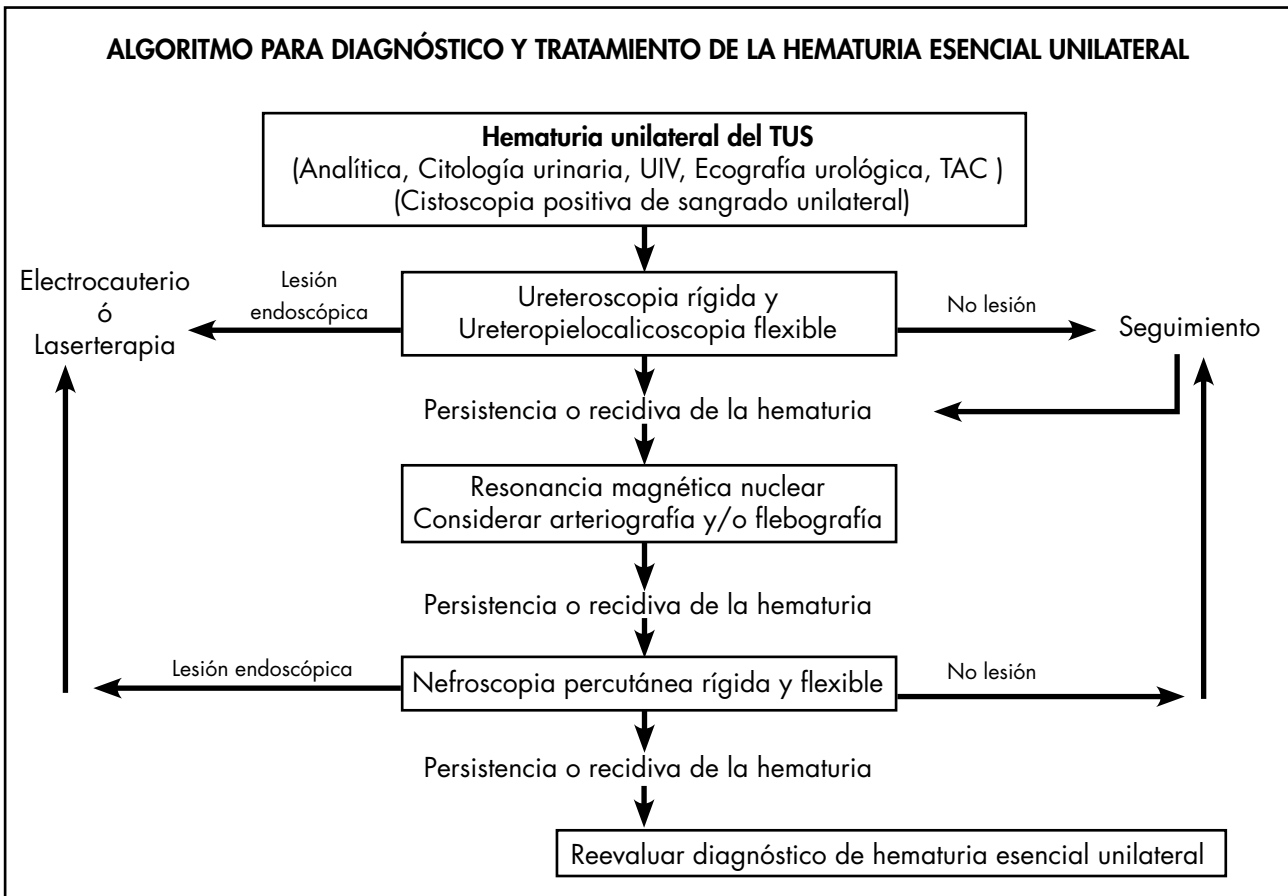 ALGORITMO PARA DIAGNÓSTICO Y TRATAMIENTO DE LA HEMATURIA ESENCIAL UNILATERAL
Hematuria unilateral del TUS
(Analítica, Citología urinaria, UIV, Ecografía urológica, TAC )
(Cistoscopia positiva de sangrado unilateral)
Electrocauterio
ó
Laserterapia
Lesión
endoscópica
Ureteroscopia rígida y
Ureteropielocalicoscopia flexible
No lesión
Seguimiento
Persistencia o recidiva de la hematuria
Resonancia magnética nuclear
Considerar arteriografía y/o flebografía
Persistencia o recidiva de la hematuria
Lesión endoscópica
Nefroscopia percutánea rígida y flexible
No lesión
Persistencia o recidiva de la hematuria
Reevaluar diagnóstico de hematuria esencial unilateral